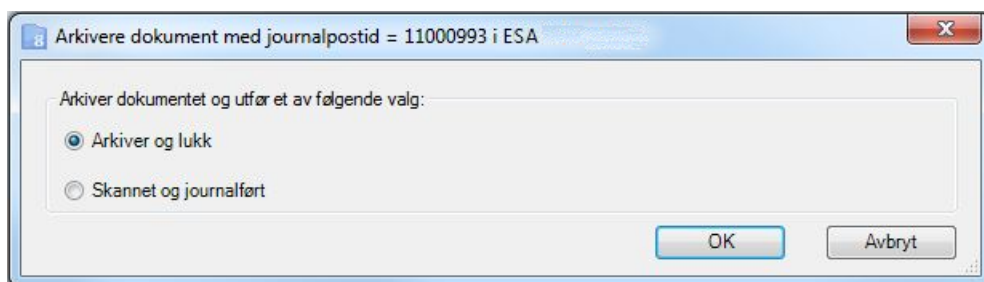 Arkivere dokument med journalpostid = 11000993 i ESA
Arkiver dokumentet og utfør et av følgende valg:
Arkiver og lukk
Skannet og journalført
OK Avbryt